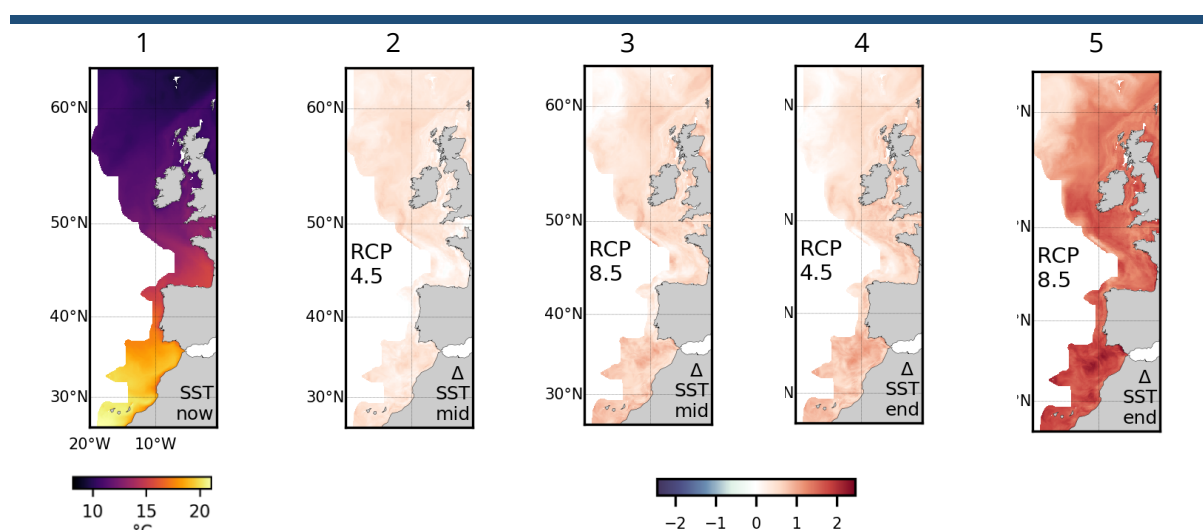 1 2 3 4 5
60°N 60°N 60°N N °N
50°N 50°N 50°N N °N
RCP
4.5
RCP
8.5
RCP
4.5
RCP
8.5
40°N 40°N 40°N N °N
30°N 30°N 30°N N °N
SST
now
Δ
SST
mid
Δ
SST
mid
Δ
SST
end
Δ
SST
end
20°W 10°W
10 15 20
°C
−2 −1 0 1 2